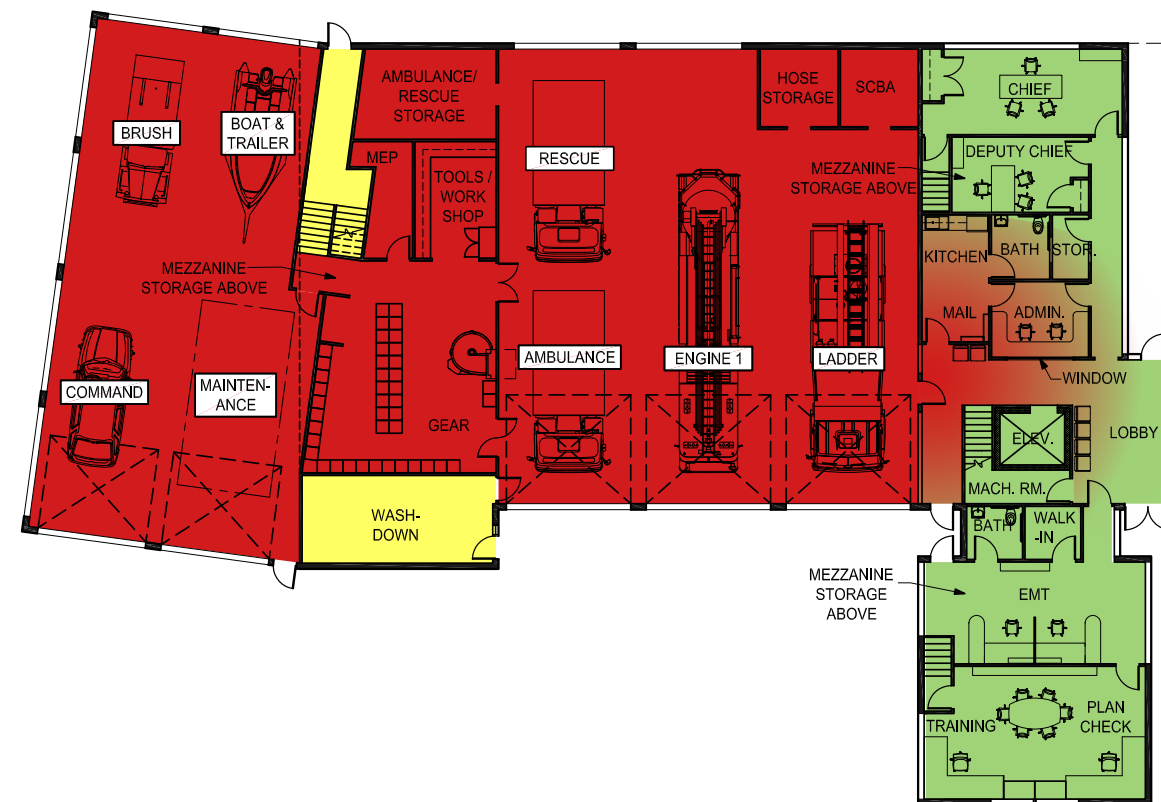 BRUSH
BOAT &
TRAILER
AMBULANCE/
RESCUE
STORAGE
MEP
TOOLS /
WORK
SHOP
RESCUE
HOSE
STORAGE
SCBA
CHIEF
DEPUTY CHIEF
MEZZANINE
STORAGE ABOVE
KITCHEN
BATH
STOR.
MEZZANINE
STORAGE ABOVE
MAIL
ADMIN.
COMMAND
MAINTEN-
ANCE
AMBULANCE
ENGINE 1
LADDER
WINDOW
GEAR
ELEV.
LOBBY
MACH. RM.
WASH-
DOWN
BATH
WALK
-IN
MEZZANINE
STORAGE
ABOVE
EMT
TRAINING
PLAN
CHECK